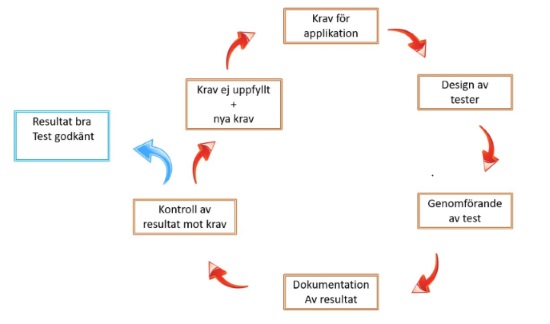 Krav för
applikation
Design av
tester
Genomförande
av test
Dokumentation
Av resultat
Kontroll av
resultat mot krav
Krav ej uppfyllt
+
nya krav
Resultat bra
Test godkänt